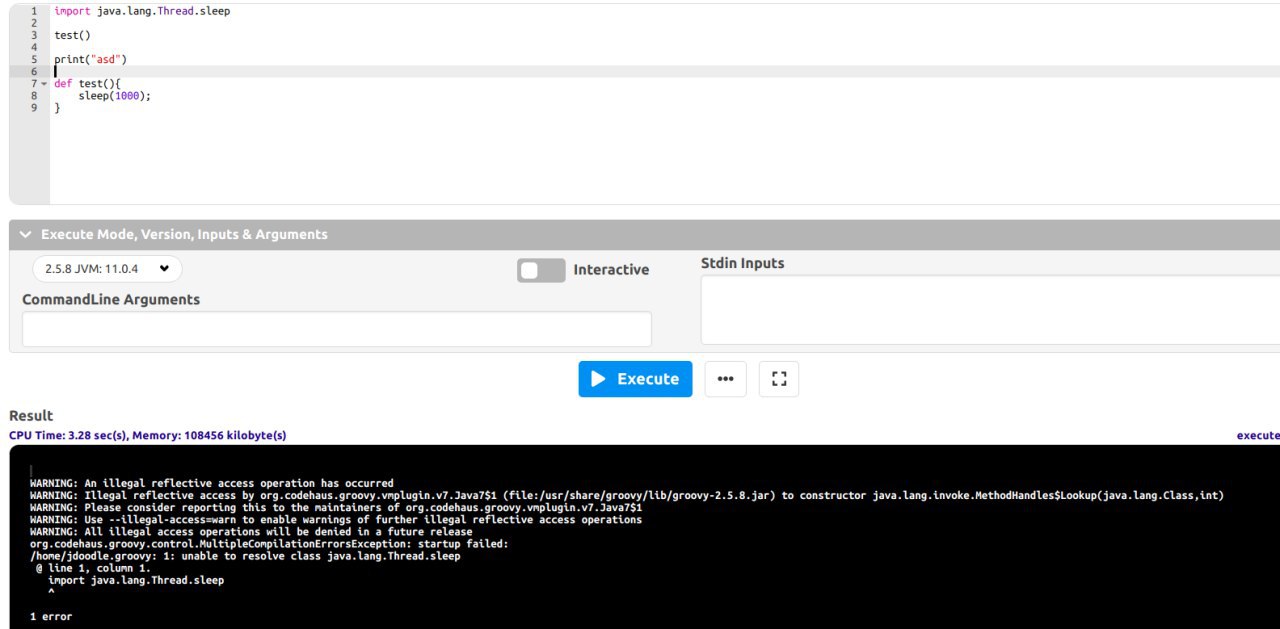 1 import java.lang.Thread.sleep
2
3 test()
4
5 print("asd")
6
7 def test(){
8     sleep(1000);
9 }
Execute Mode, Version, Inputs & Arguments
2.5.8 JVM: 11.0.4
Interactive
Stdin Inputs
CommandLine Arguments
Execute
Result
CPU Time: 3.28 sec(s), Memory: 108456 kilobyte(s)
execute
WARNING: An illegal reflective access operation has occurred
WARNING: Illegal reflective access by org.codehaus.groovy.vmplugin.v7.Java7$1 (file:/usr/share/groovy/lib/groovy-2.5.8.jar) to constructor java.lang.invoke.MethodHandles$Lookup(java.lang.Class,int)
WARNING: Please consider reporting this to the maintainers of org.codehaus.groovy.vmplugin.v7.Java7$1
WARNING: Use --illegal-access=warn to enable warnings of further illegal reflective access operations
WARNING: All illegal access operations will be denied in a future release
org.codehaus.groovy.control.MultipleCompilationErrorsException: startup failed:
/home/jdoodle.groovy: 1: unable to resolve class java.lang.Thread.sleep
 @ line 1, column 1.
   import java.lang.Thread.sleep
   ^
1 error